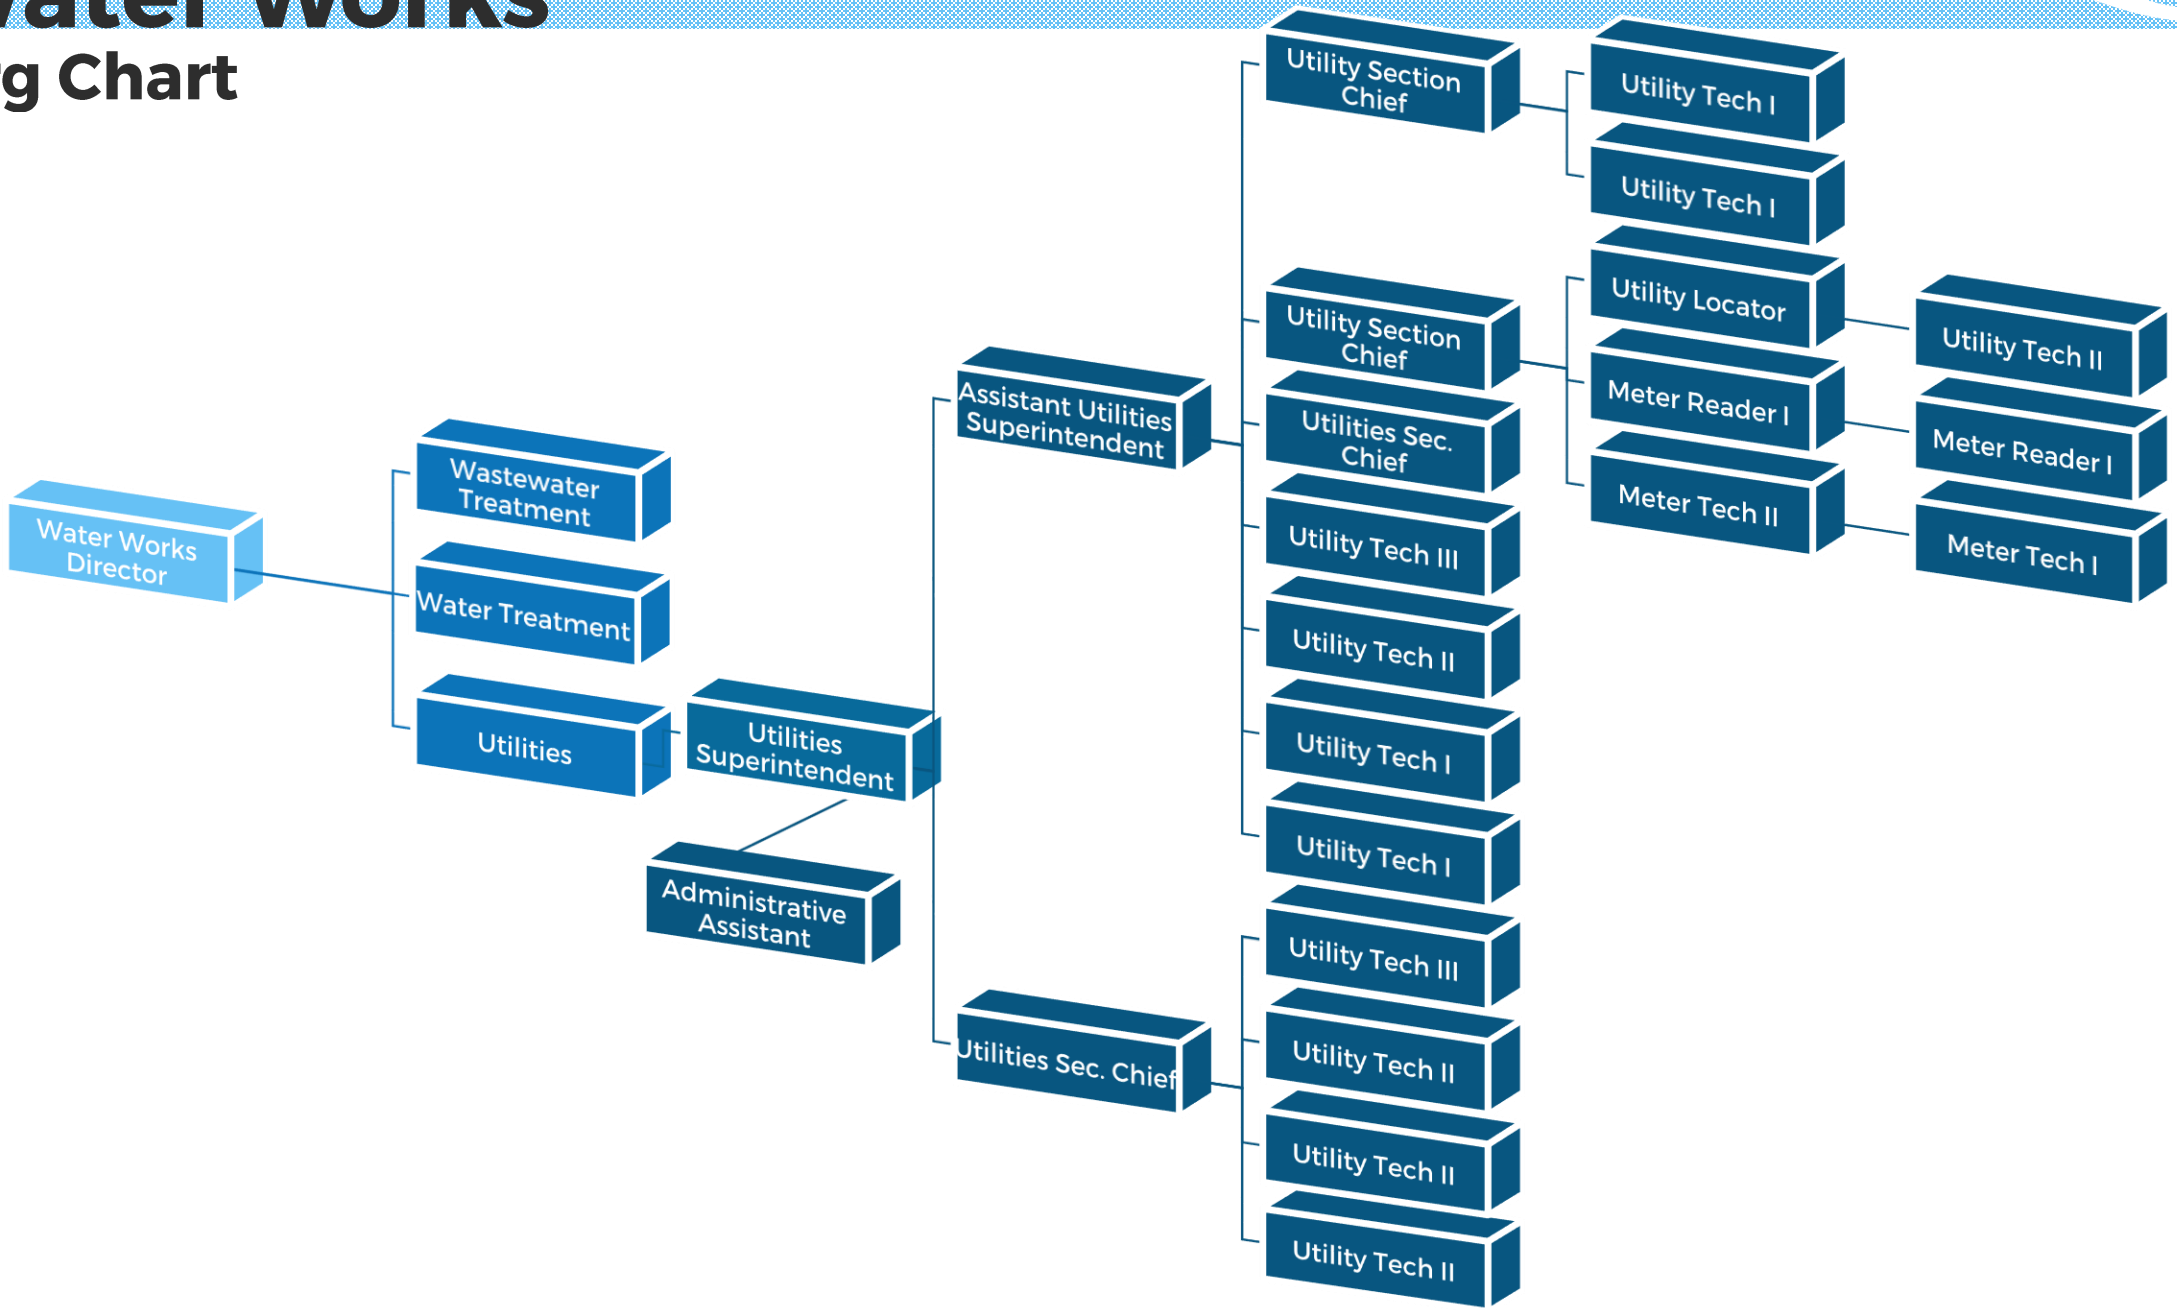 Water Works
rg Chart
Water Works
Director
Wastewater
Treatment
Water Treatment
Utilities
Utilities
Superintendent
Administrative
Assistant
Assistant Utilities
Superintendent
Utilities Sec. Chief
Utility Section
Chief
Utility Section
Chief
Utilities Sec.
Chief
Utility Tech III
Utility Tech II
Utility Tech I
Utility Tech I
Utility Tech III
Utility Tech II
Utility Tech II
Utility Tech II
Utility Tech I
Utility Tech I
Utility Locator
Meter Reader I
Meter Tech II
Utility Tech II
Meter Reader I
Meter Tech I